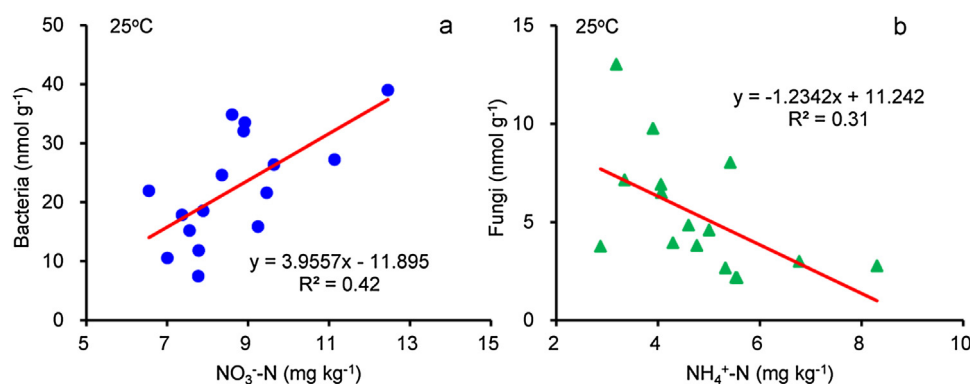 25°C
a
50
40
30
20
10
0
Bacteria (nmol g⁻¹)
y = 3.9557x - 11.895
R² = 0.42
5 7 9 11 13 15
NO₃⁻-N (mg kg⁻¹)
25°C
b
15
10
5
0
Fungi (nmol g⁻¹)
y = -1.2342x + 11.242
R² = 0.31
2 4 6 8 10
NH₄⁺-N (mg kg⁻¹)